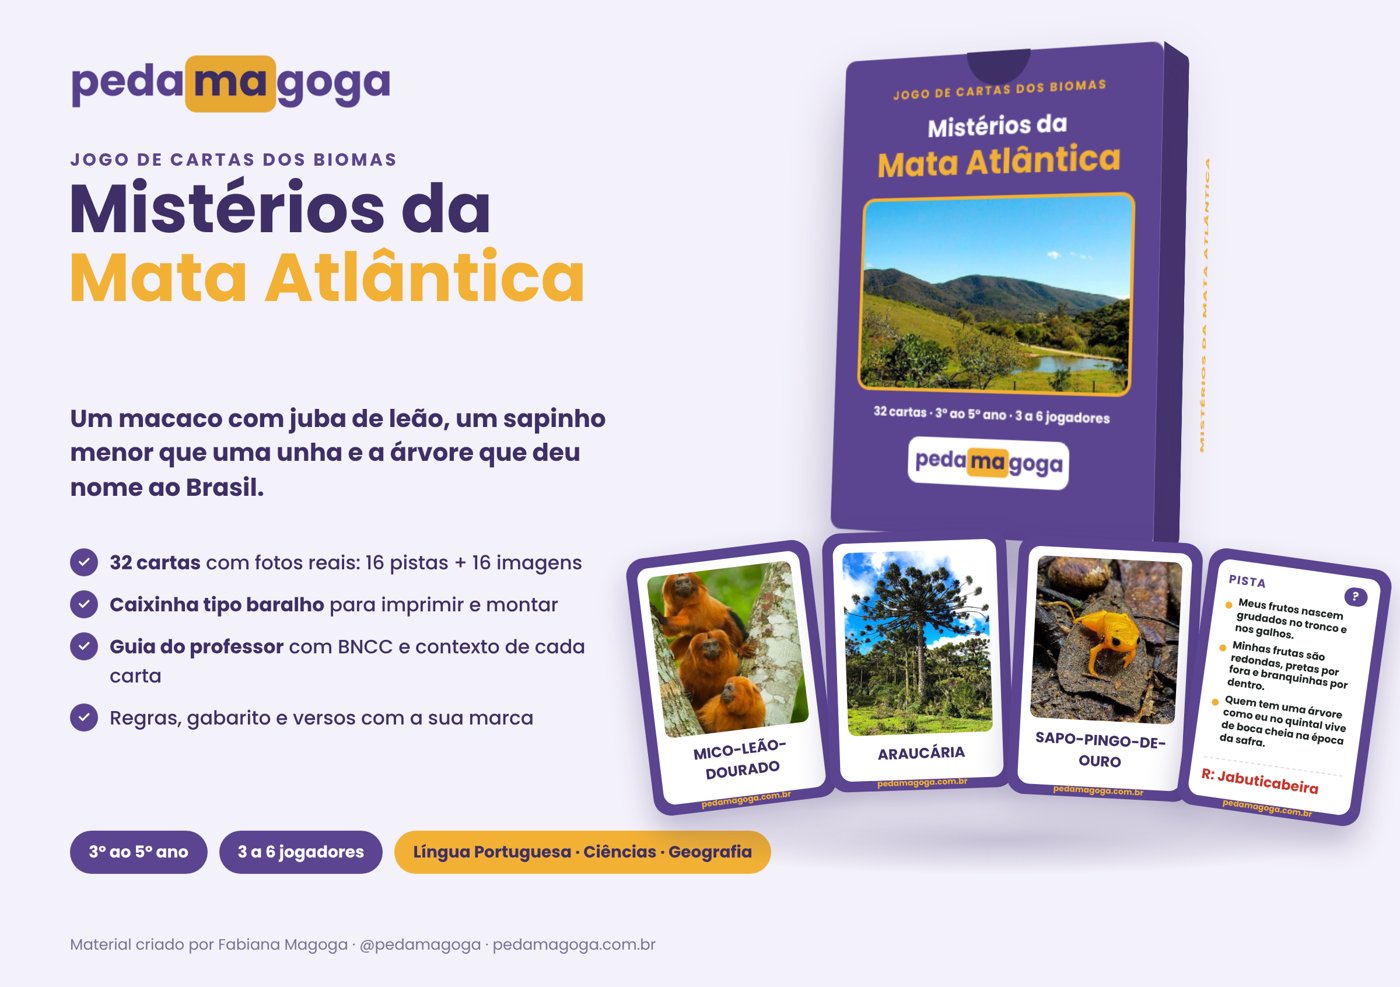 pedamagoga
JOGO DE CARTAS DOS BIOMAS
Mistérios da
Mata Atlântica
Um macaco com juba de leão, um sapinho
menor que uma unha e a árvore que deu
nome ao Brasil.
32 cartas com fotos reais: 16 pistas + 16 imagens
Caixinha tipo baralho para imprimir e montar
Guia do professor com BNCC e contexto de cada
carta
Regras, gabarito e versos com a sua marca
3º ao 5º ano
3 a 6 jogadores
Língua Portuguesa · Ciências · Geografia
Material criado por Fabiana Magoga · @pedamagoga · pedamagoga.com.br
JOGO DE CARTAS DOS BIOMAS
Mistérios da
Mata Atlântica
32 cartas · 3º ao 5º ano · 3 a 6 jogadores
pedamagoga
MISTÉRIOS DA MATA ATLÂNTICA
MICO-LEÃO-
DOURADO
pedamagoga.com.br
ARAUCÁRIA
pedamagoga.com.br
SAPO-PINGO-DE-
OURO
pedamagoga.com.br
PISTA
?
Meus frutos nascem
grudados no tronco e
nos galhos.
Minhas frutas são
redondas, pretas por
fora e branquinhas por
dentro.
Quem tem uma árvore
como eu no quintal vive
de boca cheia na época
da safra.
R: Jabuticabeira
pedamagoga.com.br